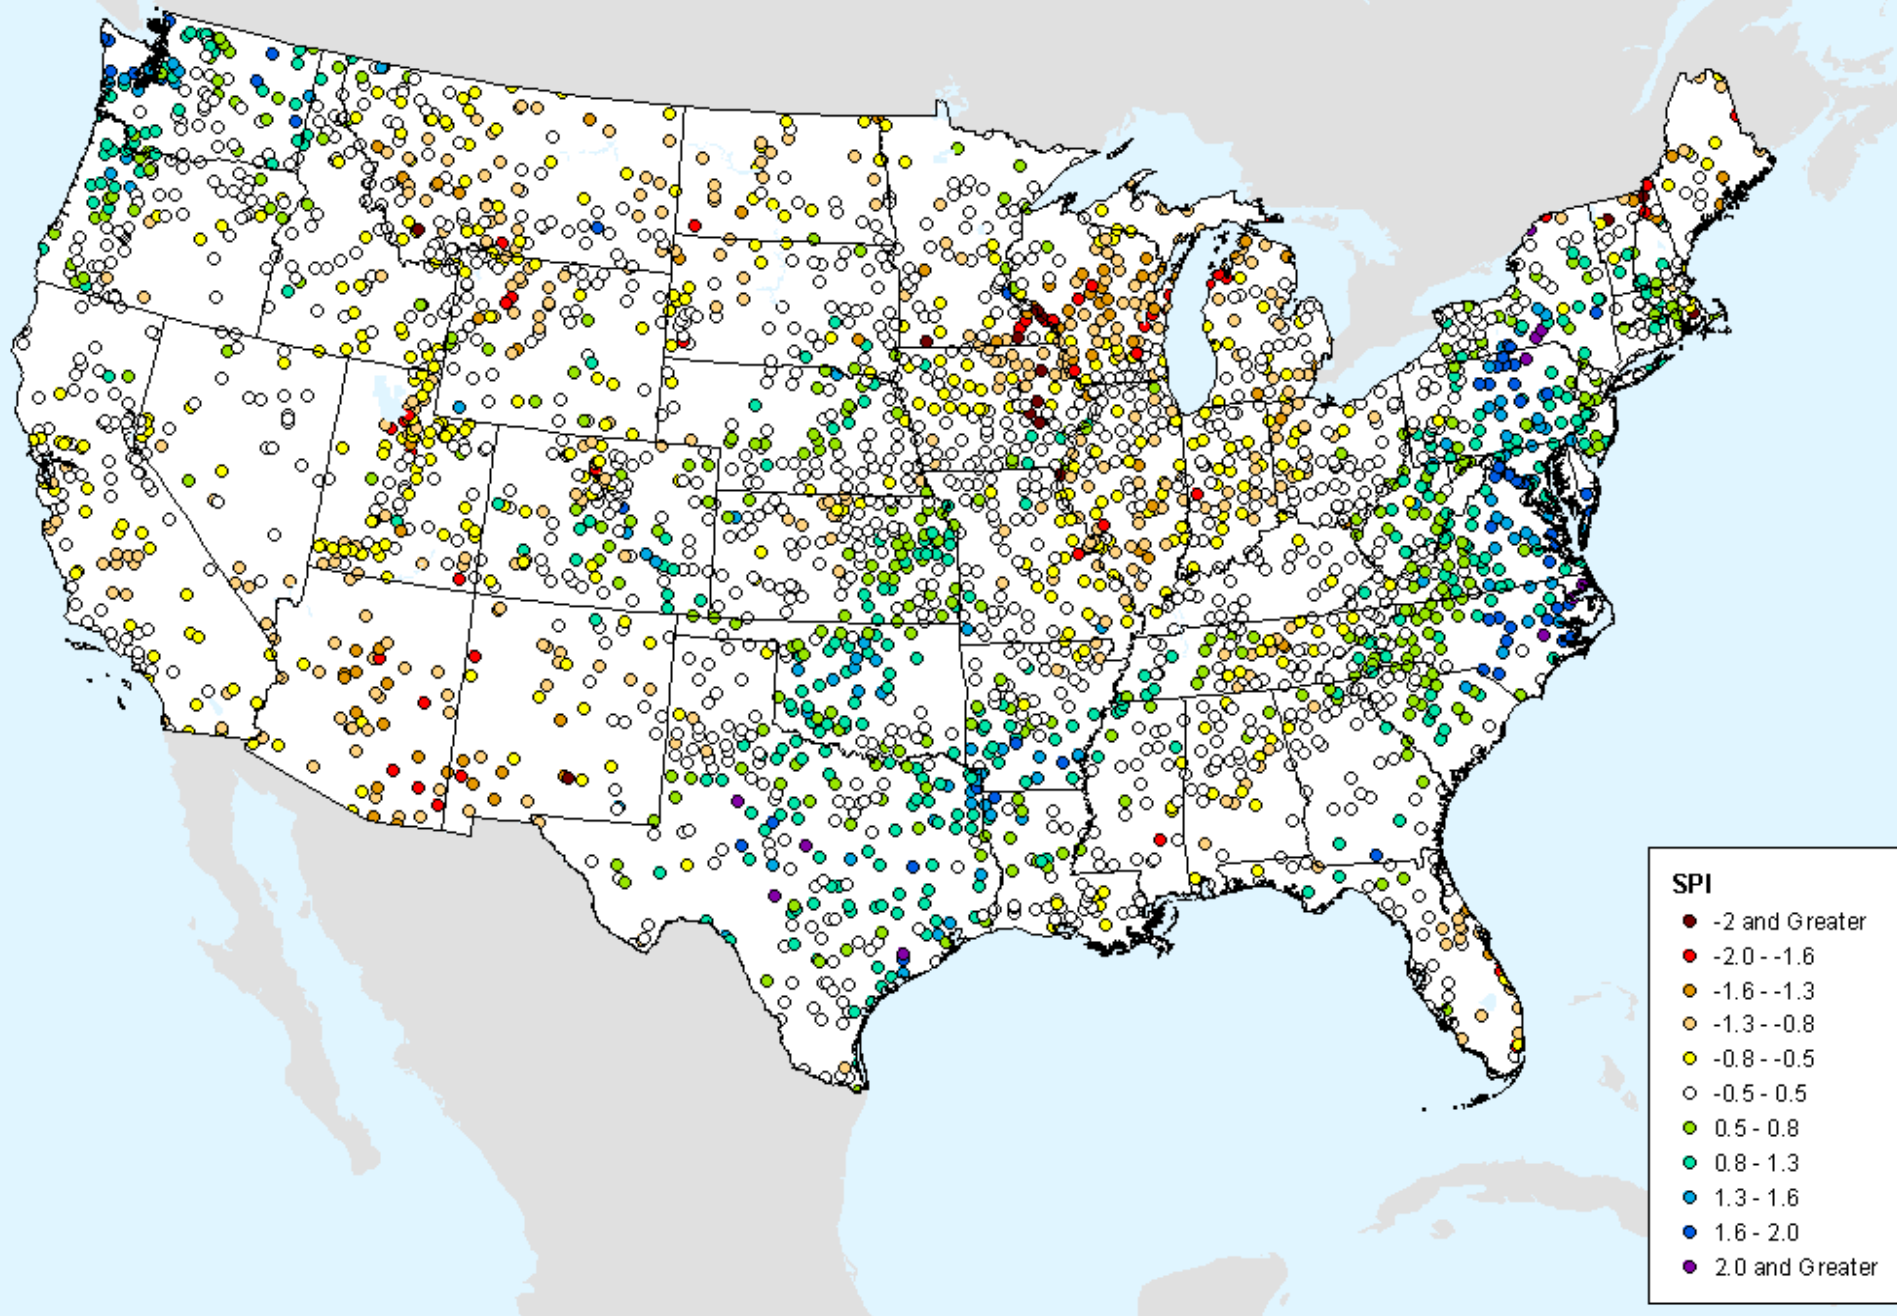 SPI
-2 and Greater
-2.0 - -1.6
-1.6 - -1.3
-1.3 - -0.8
-0.8 - -0.5
-0.5 - 0.5
0.5 - 0.8
0.8 - 1.3
1.3 - 1.6
1.6 - 2.0
2.0 and Greater